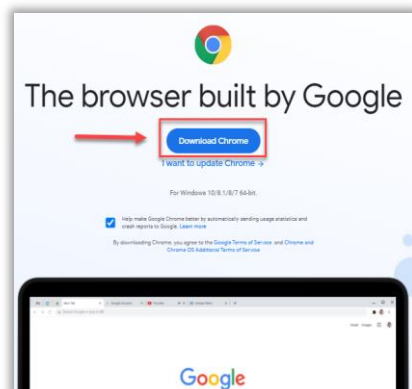 The browser built by Google
Download Chrome
I want to update Chrome →
For Windows 10/8.1/8/7 64-bit.
Help make Google Chrome better by automatically sending usage statistics and
crash reports to Google. Learn more
By downloading Chrome, you agree to the Google Terms of Service and Chrome and
Chrome OS Additional Terms of Service
Google